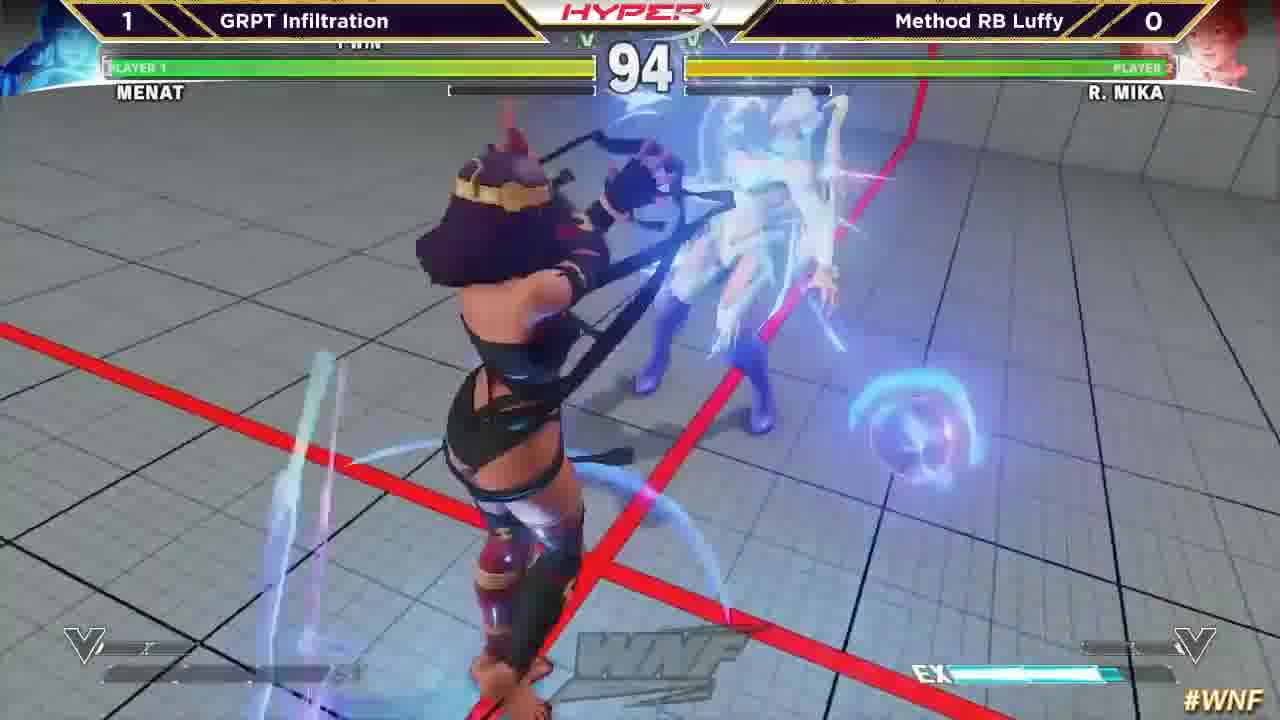 1 GRPT Infiltration HYPER X Method RB Luffy 0
1 WIN
PLAYER 1 94 PLAYER 2
MENAT R. MIKA
WNF
EX
#WNF